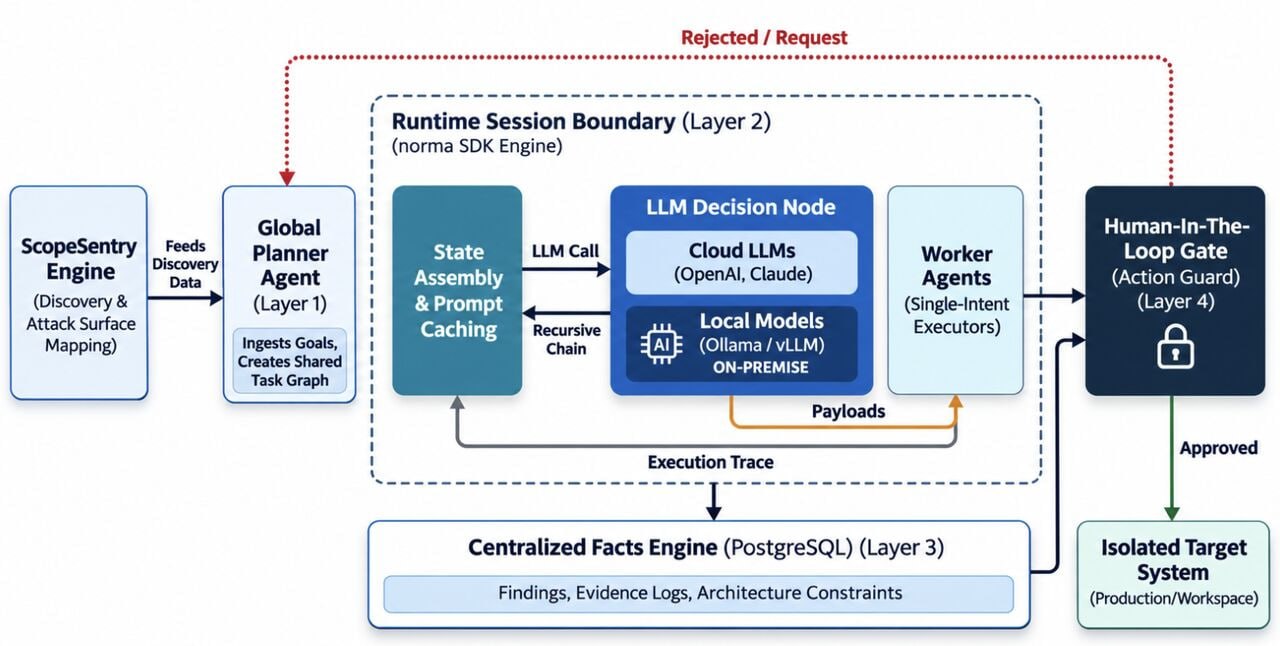 Rejected / Request
Runtime Session Boundary (Layer 2)
(norma SDK Engine)
ScopeSentry
Engine
(Discovery &
Attack Surface
Mapping)
Feeds
Discovery
Data
Global
Planner
Agent
(Layer 1)
Ingests Goals,
Creates Shared
Task Graph
State
Assembly
& Prompt
Caching
LLM Call
Recursive
Chain
LLM Decision Node
Cloud LLMs
(OpenAI, Claude)
AI
Local Models
(Ollama / vLLM)
ON-PREMISE
Worker
Agents
(Single-Intent
Executors)
Payloads
Execution Trace
Human-In-The-
Loop Gate
(Action Guard)
(Layer 4)
Approved
Centralized Facts Engine (PostgreSQL) (Layer 3)
Findings, Evidence Logs, Architecture Constraints
Isolated Target
System
(Production/Workspace)